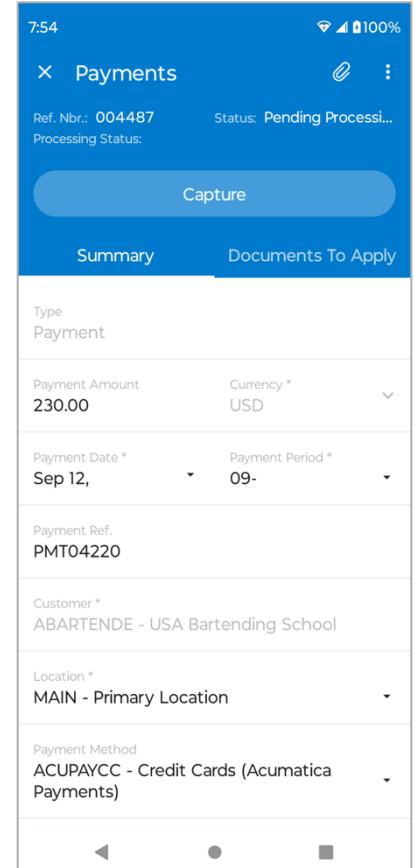 7:54 100%
Payments
Ref. Nbr.: 004487 Status: Pending Processi...
Processing Status:
Capture
Summary Documents To Apply
Type
Payment
Payment Amount Currency *
230.00 USD
Payment Date * Payment Period *
Sep 12, 09-
Payment Ref.
PMT04220
Customer *
ABARTENDE - USA Bartending School
Location *
MAIN - Primary Location
Payment Method
ACUPAYCC - Credit Cards (Acumatica
Payments)